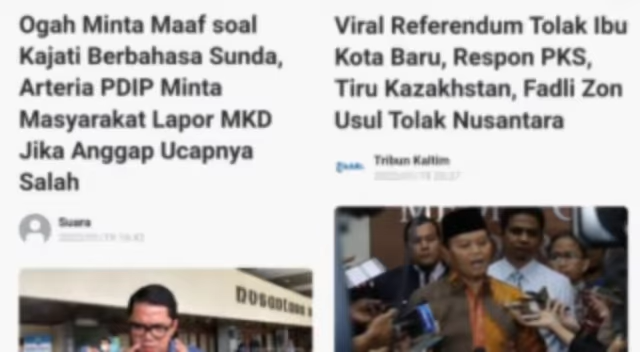 Ogah Minta Maaf soal
Kajati Berbahasa Sunda,
Arteria PDIP Minta
Masyarakat Lapor MKD
Jika Anggap Ucapnya
Salah
Suara
Viral Referendum Tolak Ibu
Kota Baru, Respon PKS,
Tiru Kazakhstan, Fadli Zon
Usul Tolak Nusantara
Tribun Kaltim